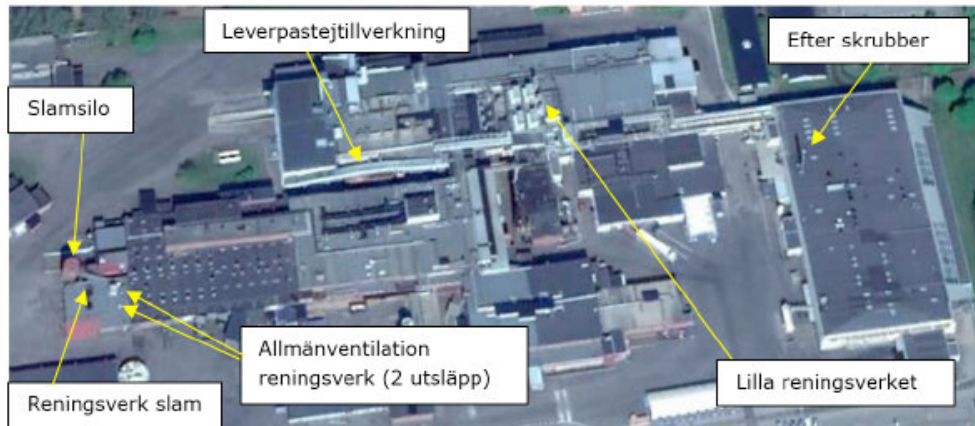 Leverpastejtillverkning
Efter skrubber
Slamsilo
Allmänventilation
reningsverk (2 utsläpp)
Lilla reningsverket
Reningsverk slam